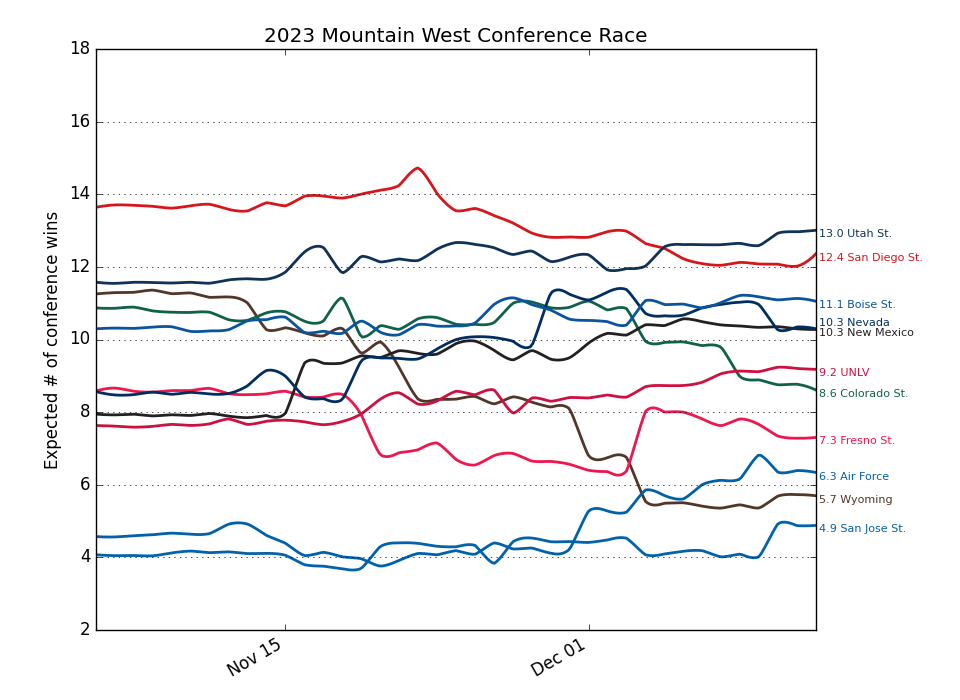 2023 Mountain West Conference Race
Expected # of conference wins
18
16
14
12
10
8
6
4
2
Nov 15
Dec 01
13.0 Utah St.
12.4 San Diego St.
11.1 Boise St.
10.3 Nevada
10.3 New Mexico
9.2 UNLV
8.6 Colorado St.
7.3 Fresno St.
6.3 Air Force
5.7 Wyoming
4.9 San Jose St.